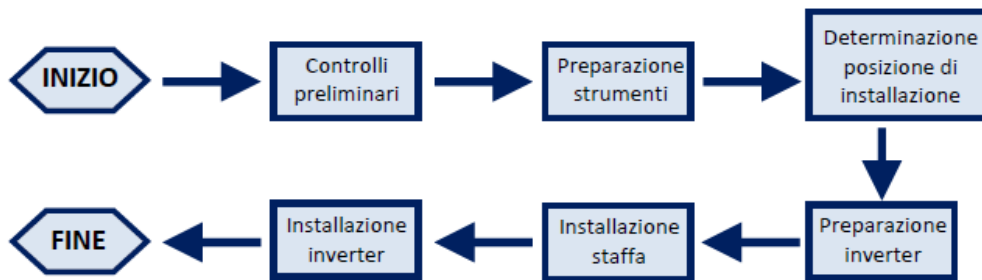 INIZIO
Controlli
preliminari
Preparazione
strumenti
Determinazione
posizione di
installazione
Preparazione
inverter
Installazione
staffa
Installazione
inverter
FINE